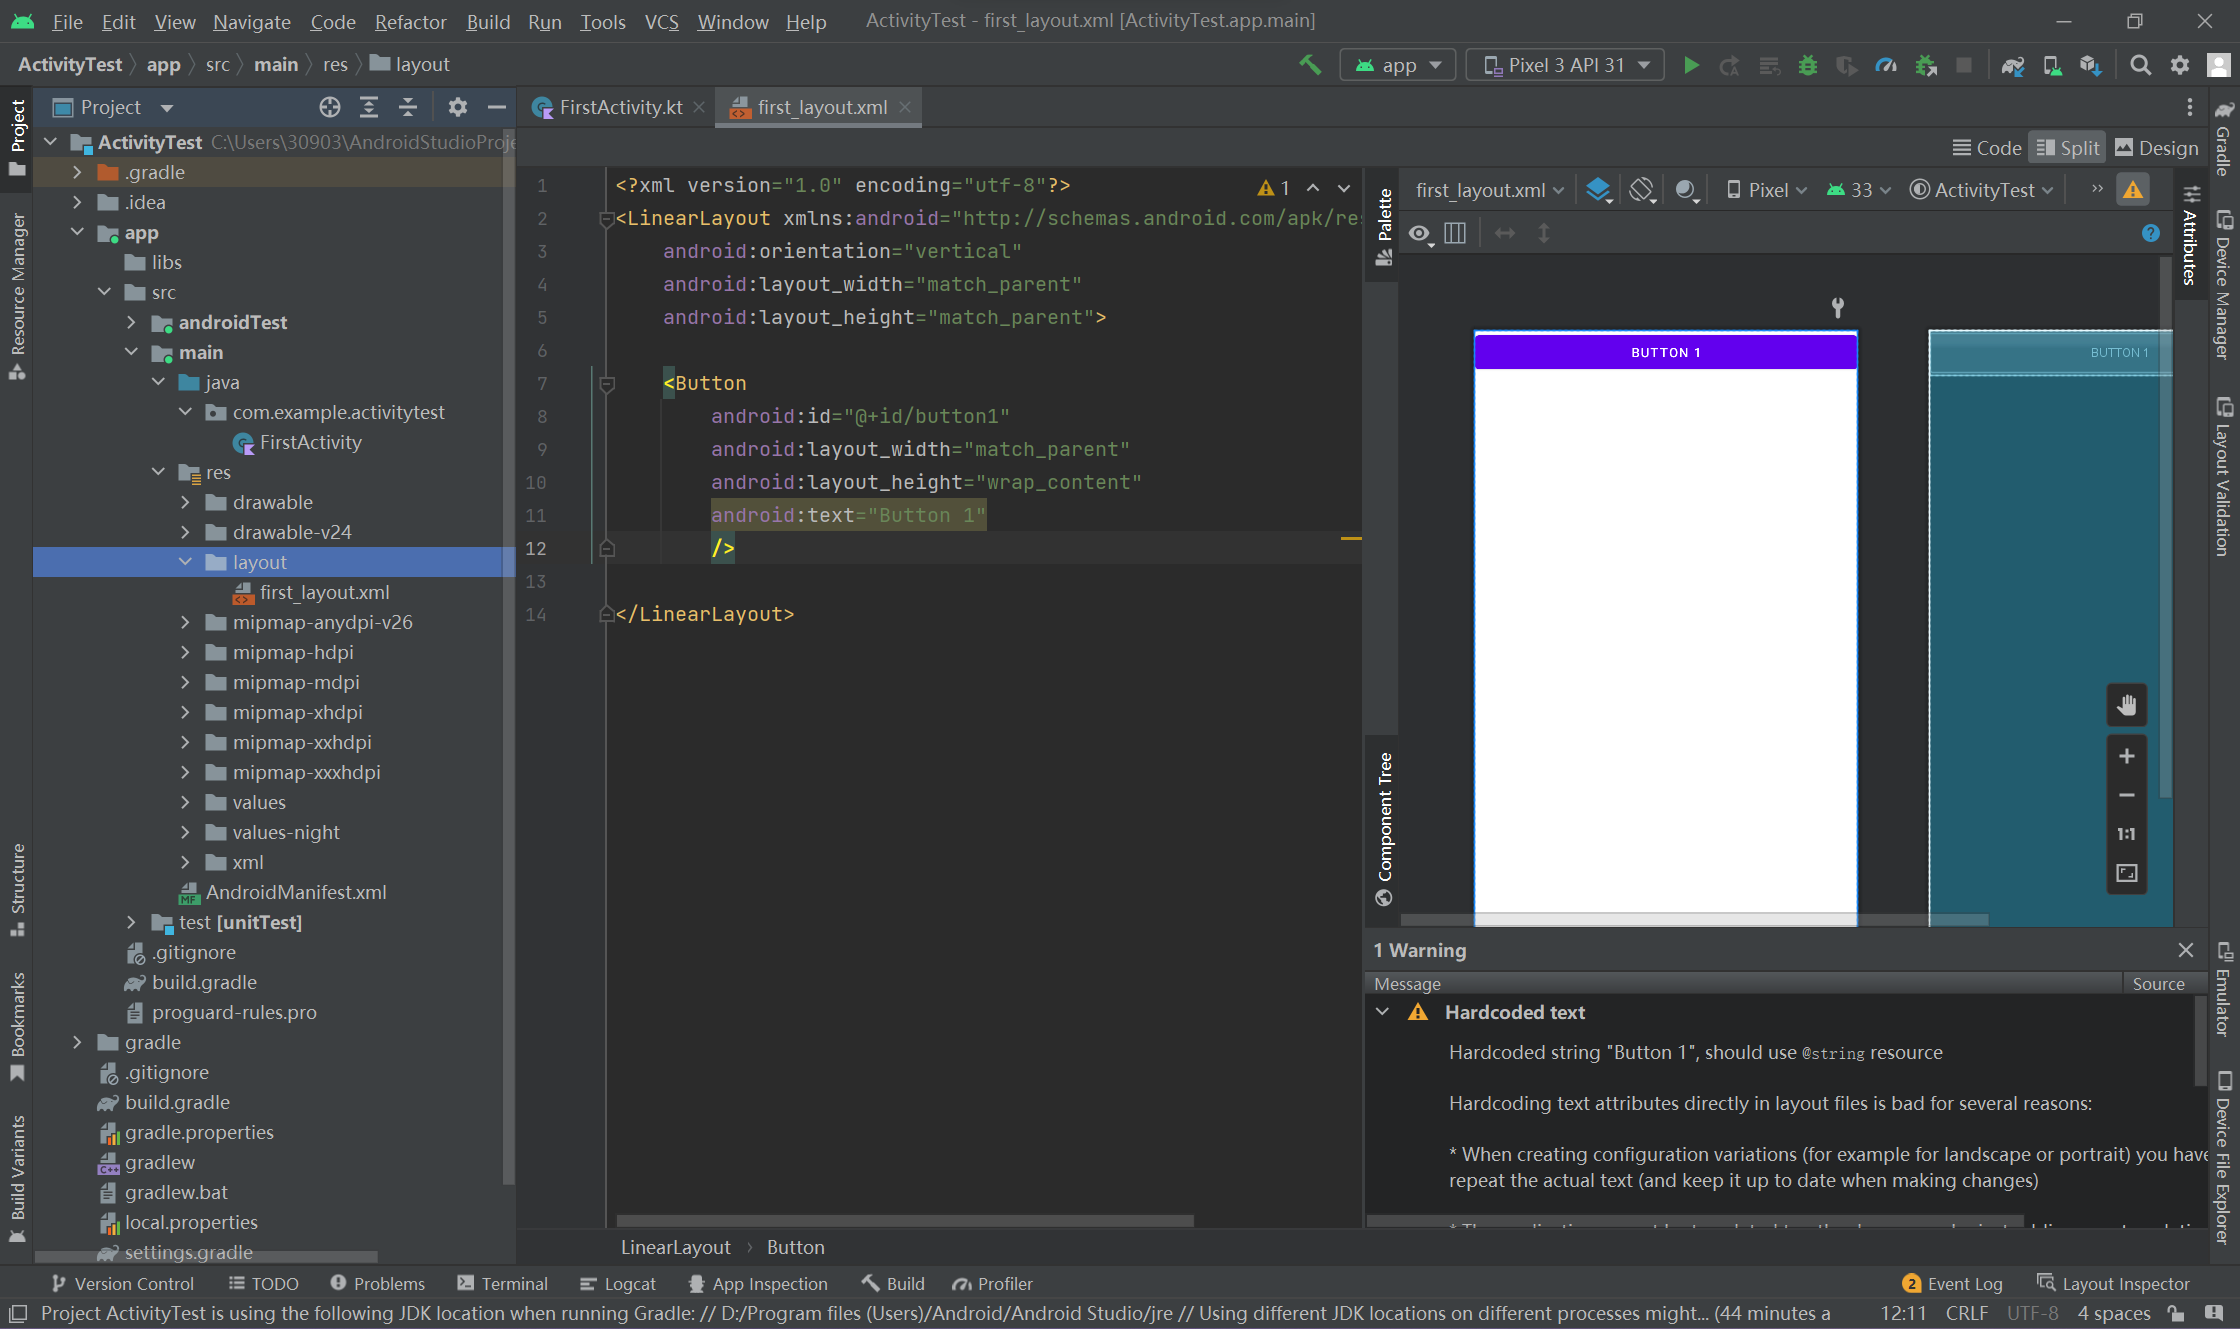 File Edit View Navigate Code Refactor Build Run Tools VCS Window Help ActivityTest - first_layout.xml [ActivityTest.app.main]
ActivityTest app src main res layout app Pixel 3 API 31
Project
FirstActivity.kt first_layout.xml
Code Split Design
Project
Resource Manager
Structure
Bookmarks
Build Variants
ActivityTest C:\Users\30903\AndroidStudioProje
.gradle
.idea
app
libs
src
androidTest
main
java
com.example.activitytest
FirstActivity
res
drawable
drawable-v24
layout
first_layout.xml
mipmap-anydpi-v26
mipmap-hdpi
mipmap-mdpi
mipmap-xhdpi
mipmap-xxhdpi
mipmap-xxxhdpi
values
values-night
xml
AndroidManifest.xml
test [unitTest]
.gitignore
build.gradle
proguard-rules.pro
gradle
.gitignore
build.gradle
gradle.properties
gradlew
gradlew.bat
local.properties
settings.gradle
1 <?xml version="1.0" encoding="utf-8"?>
2 <LinearLayout xmlns:android="http://schemas.android.com/apk/res
3 android:orientation="vertical"
4 android:layout_width="match_parent"
5 android:layout_height="match_parent">
6
7 <Button
8 android:id="@+id/button1"
9 android:layout_width="match_parent"
10 android:layout_height="wrap_content"
11 android:text="Button 1"
12 />
13
14 </LinearLayout>
1
LinearLayout Button
Palette
Component Tree
first_layout.xml Pixel 33 ActivityTest
BUTTON 1
BUTTON 1
1:1
Attributes
1 Warning
Message Source
Hardcoded text
Hardcoded string "Button 1", should use @string resource
Hardcoding text attributes directly in layout files is bad for several reasons:
* When creating configuration variations (for example for landscape or portrait) you have
repeat the actual text (and keep it up to date when making changes)
Gradle
Device Manager
Layout Validation
Emulator
Device File Explorer
Version Control TODO Problems Terminal Logcat App Inspection Build Profiler 2 Event Log Layout Inspector
Project ActivityTest is using the following JDK location when running Gradle: // D:/Program files (Users)/Android/Android Studio/jre // Using different JDK locations on different processes might... (44 minutes a 12:11 CRLF UTF-8 4 spaces